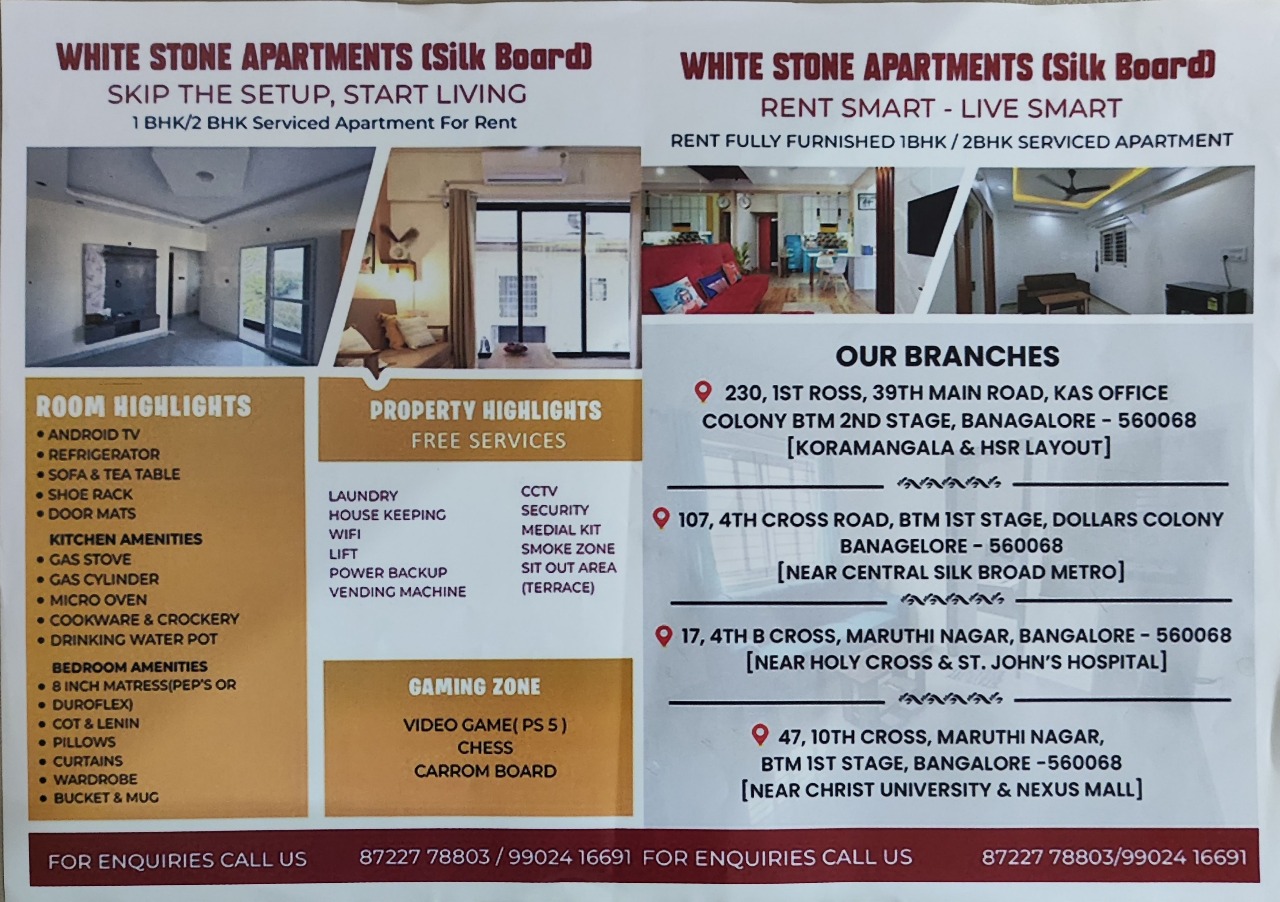 WHITE STONE APARTMENTS (Silk Board)
SKIP THE SETUP, START LIVING
1 BHK/2 BHK Serviced Apartment For Rent
ROOM HIGHLIGHTS
• ANDROID TV
• REFRIGERATOR
• SOFA & TEA TABLE
• SHOE RACK
• DOOR MATS
KITCHEN AMENITIES
• GAS STOVE
• GAS CYLINDER
• MICRO OVEN
• COOKWARE & CROCKERY
• DRINKING WATER POT
BEDROOM AMENITIES
• 8 INCH MATRESS(PEP'S OR
• DUROFLEX)
• COT & LENIN
• PILLOWS
• CURTAINS
• WARDROBE
• BUCKET & MUG
PROPERTY HIGHLIGHTS
FREE SERVICES
LAUNDRY
HOUSE KEEPING
WIFI
LIFT
POWER BACKUP
VENDING MACHINE
CCTV
SECURITY
MEDIAL KIT
SMOKE ZONE
SIT OUT AREA
(TERRACE)
GAMING ZONE
VIDEO GAME( PS 5 )
CHESS
CARROM BOARD
FOR ENQUIRIES CALL US 87227 78803 / 99024 16691
WHITE STONE APARTMENTS (Silk Board)
RENT SMART - LIVE SMART
RENT FULLY FURNISHED 1BHK / 2BHK SERVICED APARTMENT
OUR BRANCHES
230, 1ST ROSS, 39TH MAIN ROAD, KAS OFFICE
COLONY BTM 2ND STAGE, BANAGALORE - 560068
[KORAMANGALA & HSR LAYOUT]
107, 4TH CROSS ROAD, BTM 1ST STAGE, DOLLARS COLONY
BANAGELORE - 560068
[NEAR CENTRAL SILK BROAD METRO]
17, 4TH B CROSS, MARUTHI NAGAR, BANGALORE - 560068
[NEAR HOLY CROSS & ST. JOHN'S HOSPITAL]
47, 10TH CROSS, MARUTHI NAGAR,
BTM 1ST STAGE, BANGALORE -560068
[NEAR CHRIST UNIVERSITY & NEXUS MALL]
FOR ENQUIRIES CALL US 87227 78803/99024 16691